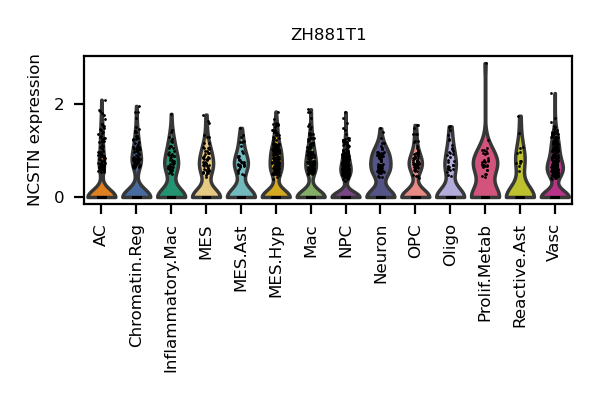 ZH881T1
NCSTN expression
2
0
AC
Chromatin.Reg
Inflammatory.Mac
MES
MES.Ast
MES.Hyp
Mac
NPC
Neuron
OPC
Oligo
Prolif.Metab
Reactive.Ast
Vasc